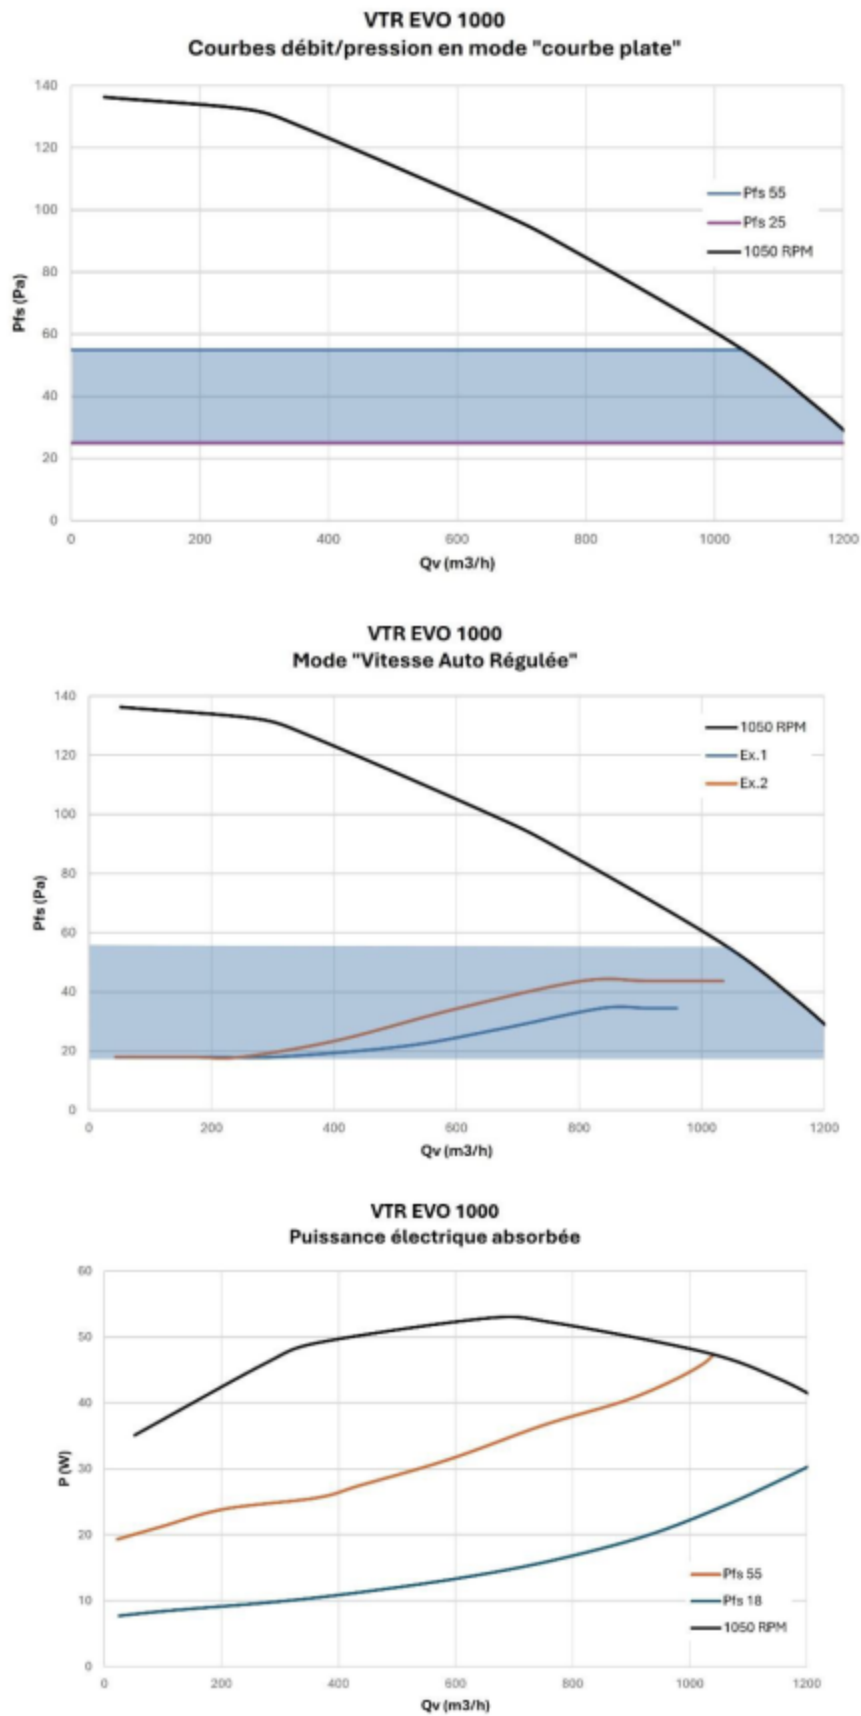 VTR EVO 1000
Courbes débit/pression en mode "courbe plate"
140
120
100
80
60
40
20
0
Pfs (Pa)
Pfs 55
Pfs 25
1050 RPM
0 200 400 600 800 1000 1200
Qv (m3/h)
VTR EVO 1000
Mode "Vitesse Auto Régulée"
140
120
100
80
60
40
20
0
Pfs (Pa)
1050 RPM
Ex.1
Ex.2
0 200 400 600 800 1000 1200
Qv (m3/h)
VTR EVO 1000
Puissance électrique absorbée
60
50
40
30
20
10
0
P (W)
Pfs 55
Pfs 18
1050 RPM
0 200 400 600 800 1000 1200
Qv (m3/h)